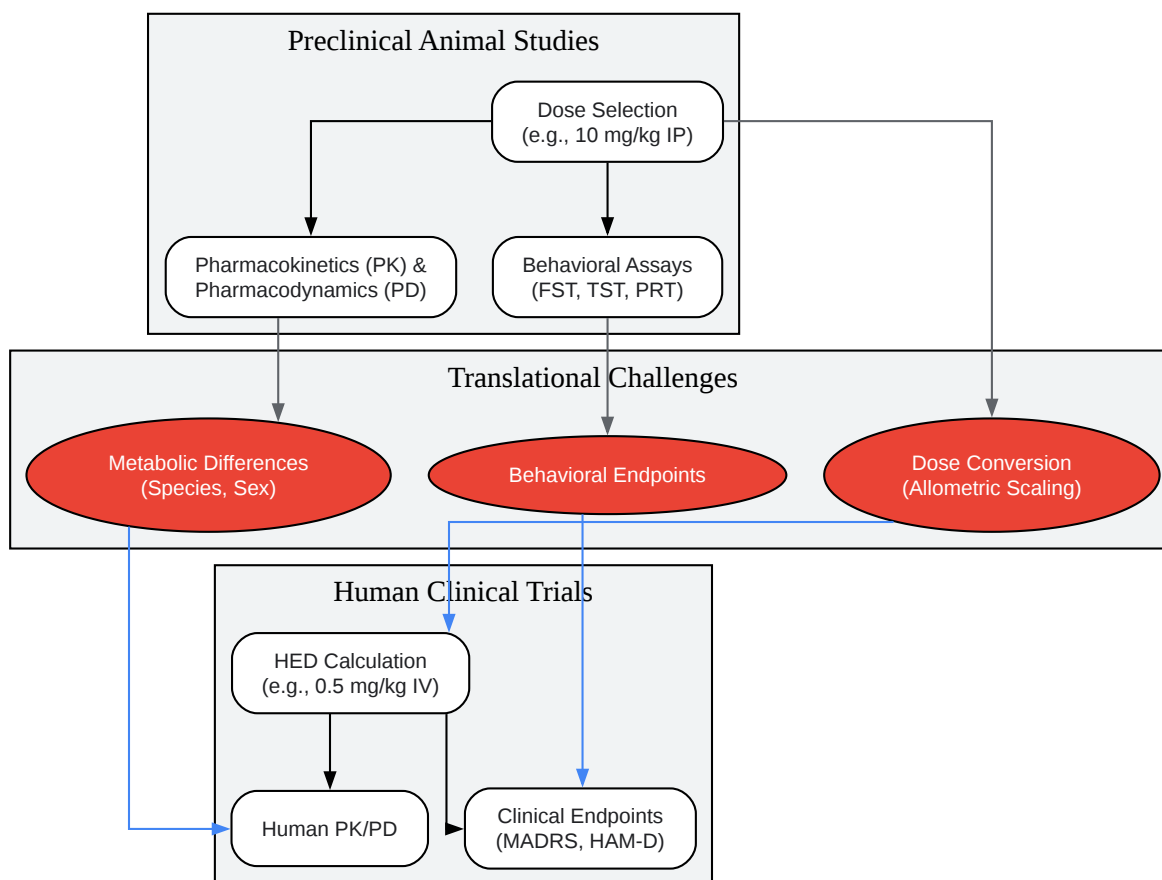 Preclinical Animal Studies
Dose Selection
(e.g., 10 mg/kg IP)
Pharmacokinetics (PK) &
Pharmacodynamics (PD)
Behavioral Assays
(FST, TST, PRT)
Translational Challenges
Metabolic Differences
(Species, Sex)
Behavioral Endpoints
Dose Conversion
(Allometric Scaling)
Human Clinical Trials
HED Calculation
(e.g., 0.5 mg/kg IV)
Human PK/PD
Clinical Endpoints
(MADRS, HAM-D)